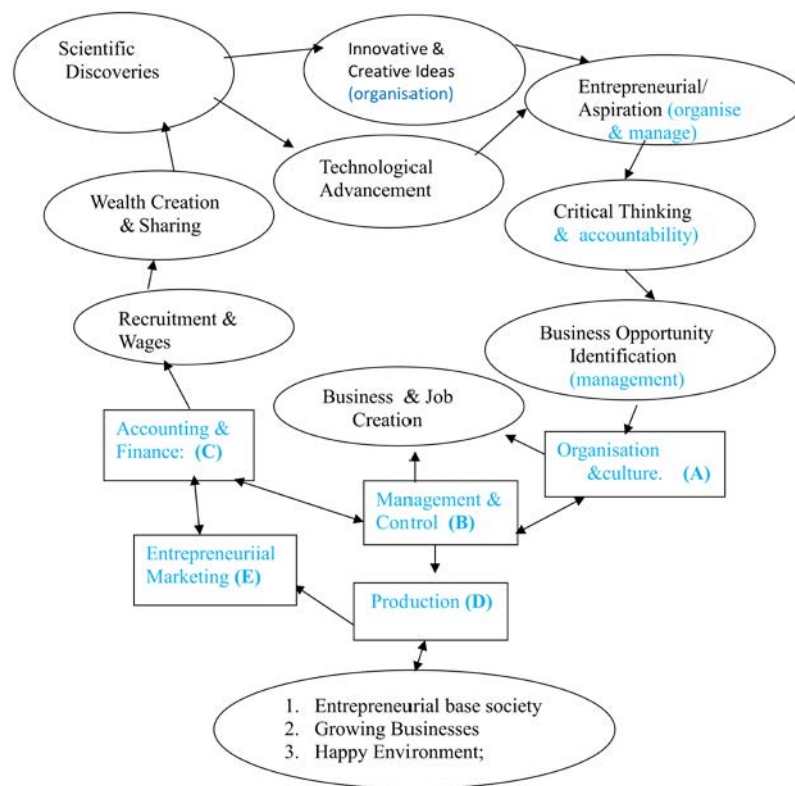 Scientific
Discoveries
Innovative &
Creative Ideas
(organisation)
Entrepreneurial/
Aspiration (organise
& manage)
Technological
Advancement
Wealth Creation
& Sharing
Critical Thinking
& accountability)
Recruitment &
Wages
Business Opportunity
Identification
(management)
Business & Job
Creation
Accounting &
Finance: (C)
Organisation
&culture. (A)
Management &
Control (B)
Entrepreneuriial
Marketing (E)
Production (D)
1. Entrepreneurial base society
2. Growing Businesses
3. Happy Environment;